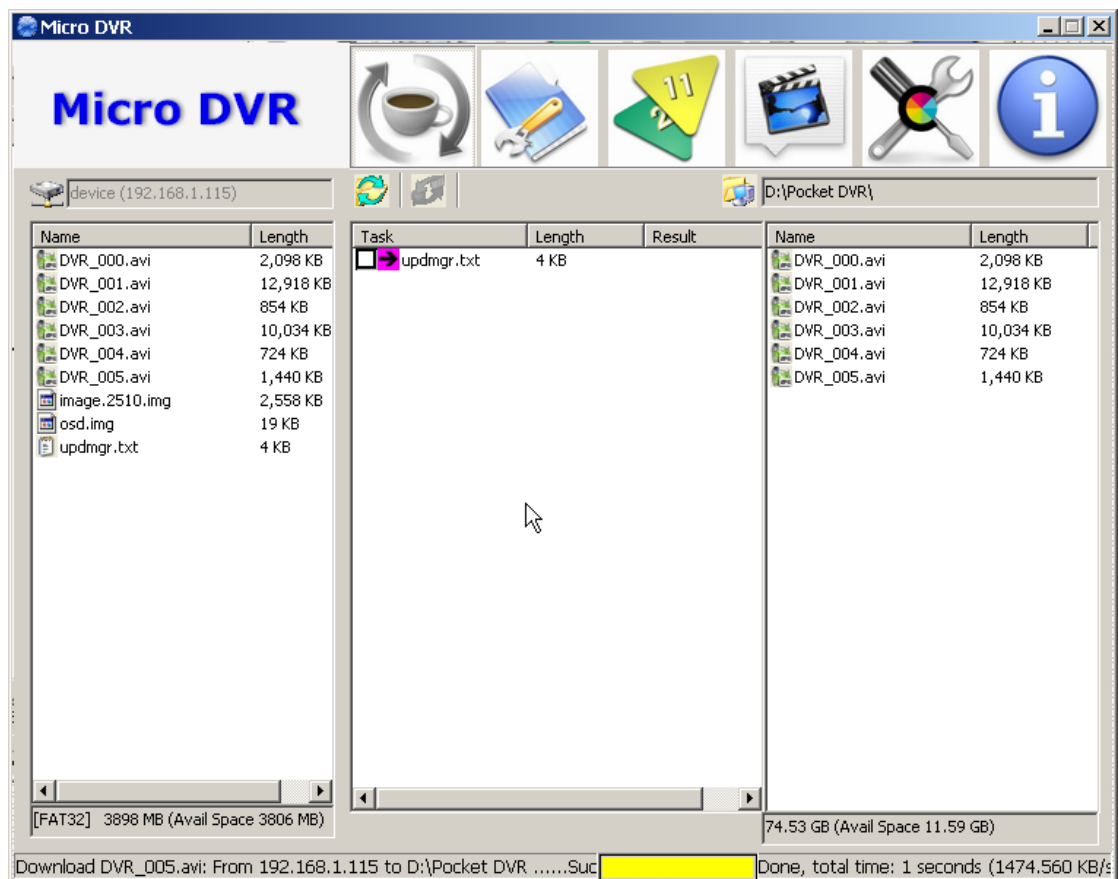 Micro DVR
Micro DVR
11
2
i
device (192.168.1.115)
D:\Pocket DVR\
Name Length
DVR_000.avi 2,098 KB
DVR_001.avi 12,918 KB
DVR_002.avi 854 KB
DVR_003.avi 10,034 KB
DVR_004.avi 724 KB
DVR_005.avi 1,440 KB
image.2510.img 2,558 KB
osd.img 19 KB
updmgr.txt 4 KB
[FAT32] 3898 MB (Avail Space 3806 MB)
Task Length Result
updmgr.txt 4 KB
Name Length
DVR_000.avi 2,098 KB
DVR_001.avi 12,918 KB
DVR_002.avi 854 KB
DVR_003.avi 10,034 KB
DVR_004.avi 724 KB
DVR_005.avi 1,440 KB
74.53 GB (Avail Space 11.59 GB)
Download DVR_005.avi: From 192.168.1.115 to D:\Pocket DVR ......Suc Done, total time: 1 seconds (1474.560 KB/s